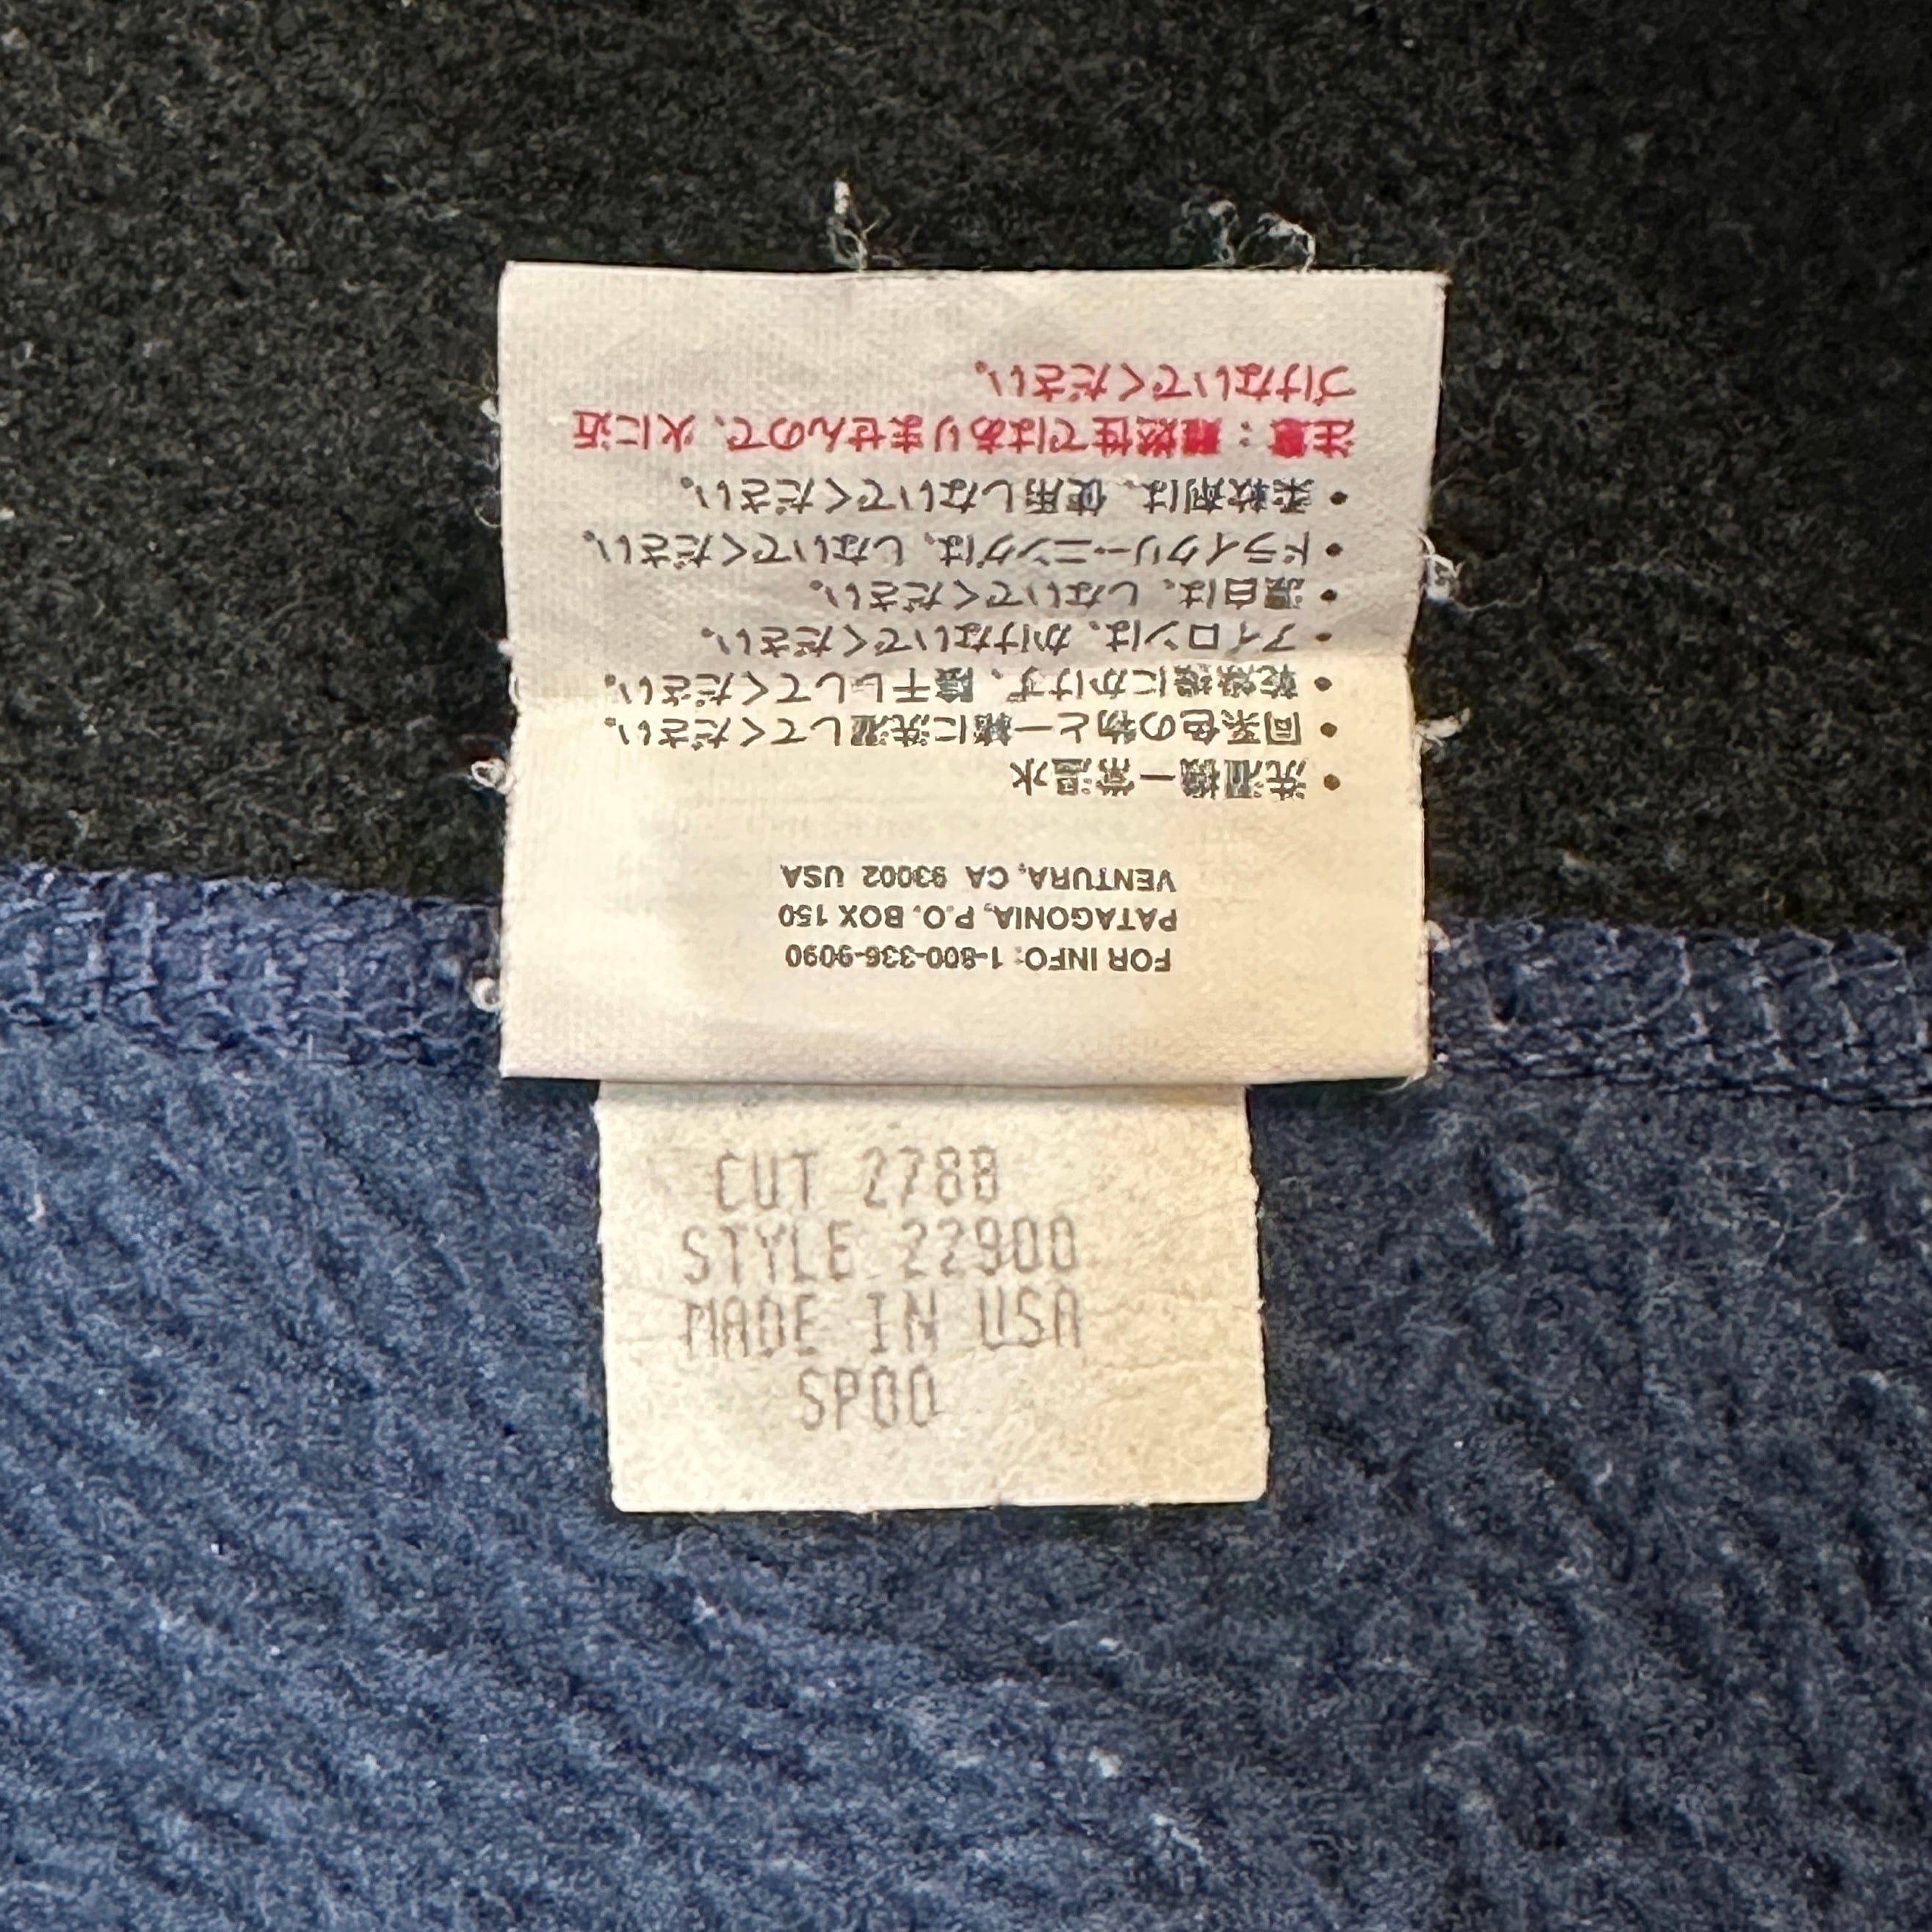 FOR INFO: 1-800-336-9090
PATAGONIA, P.O. BOX 150
VENTURA, CA 93002 USA
• 洗濯機一常温水
• 同系色の物と一緒に洗濯してください。
• 乾燥機にかけず、陰干ししてください。
• アイロンは、かけないでください。
• 漂白は、しないでください。
• ドライクリーニングは、しないでください。
• 柔軟剤は、使用しないでください。
注意：難燃性ではありませんので、火に近
づけないでください。
CUT 2788
STYLE 22900
MADE IN USA
SP00